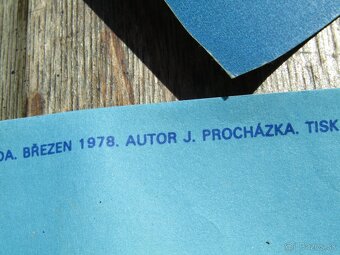 DA. BŘEZEN 1978. AUTOR J. PROCHÁZKA. TISK